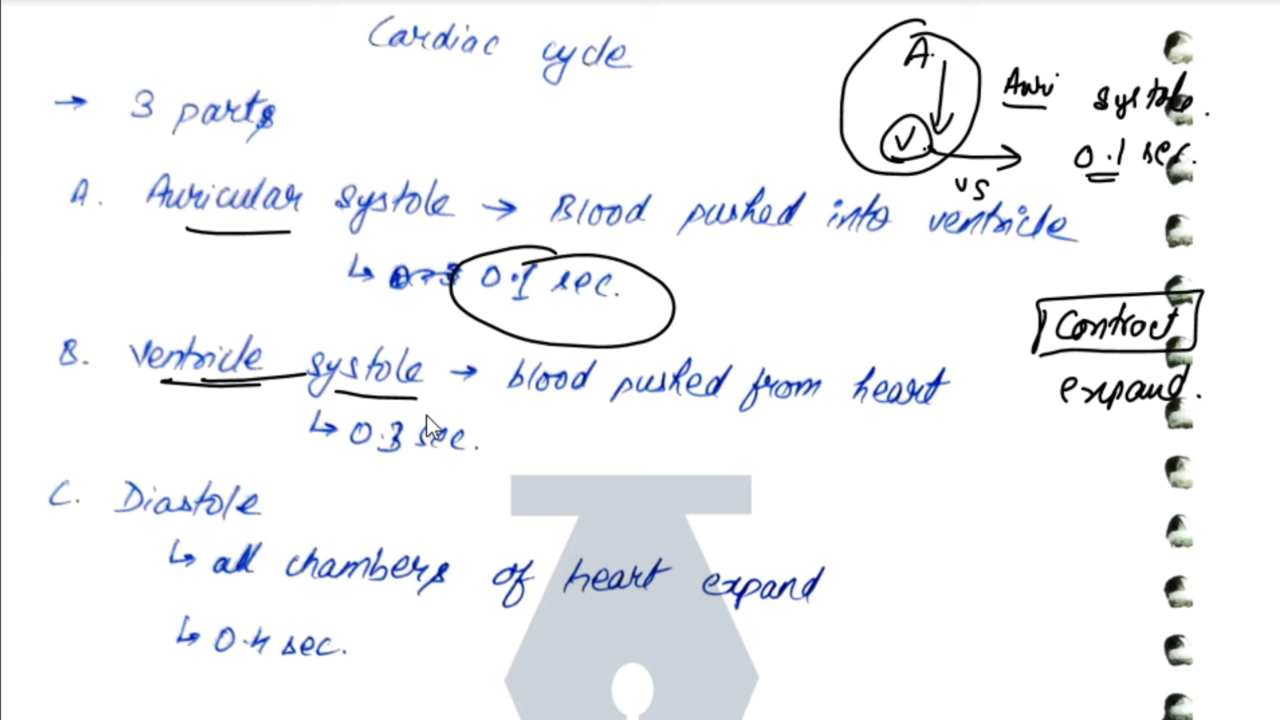 Cardiac cycle
→ 3 parts
A. Auricular systole → Blood pushed into ventricle
↳ 0.1 sec.
B. Ventricle systole → blood pushed from heart
↳ 0.3 sec.
C. Diastole
↳ all chambers of heart expand
↳ 0.4 sec.
A.
V.
VS
Auri systole.
0.1 sec.
Contract
expand.